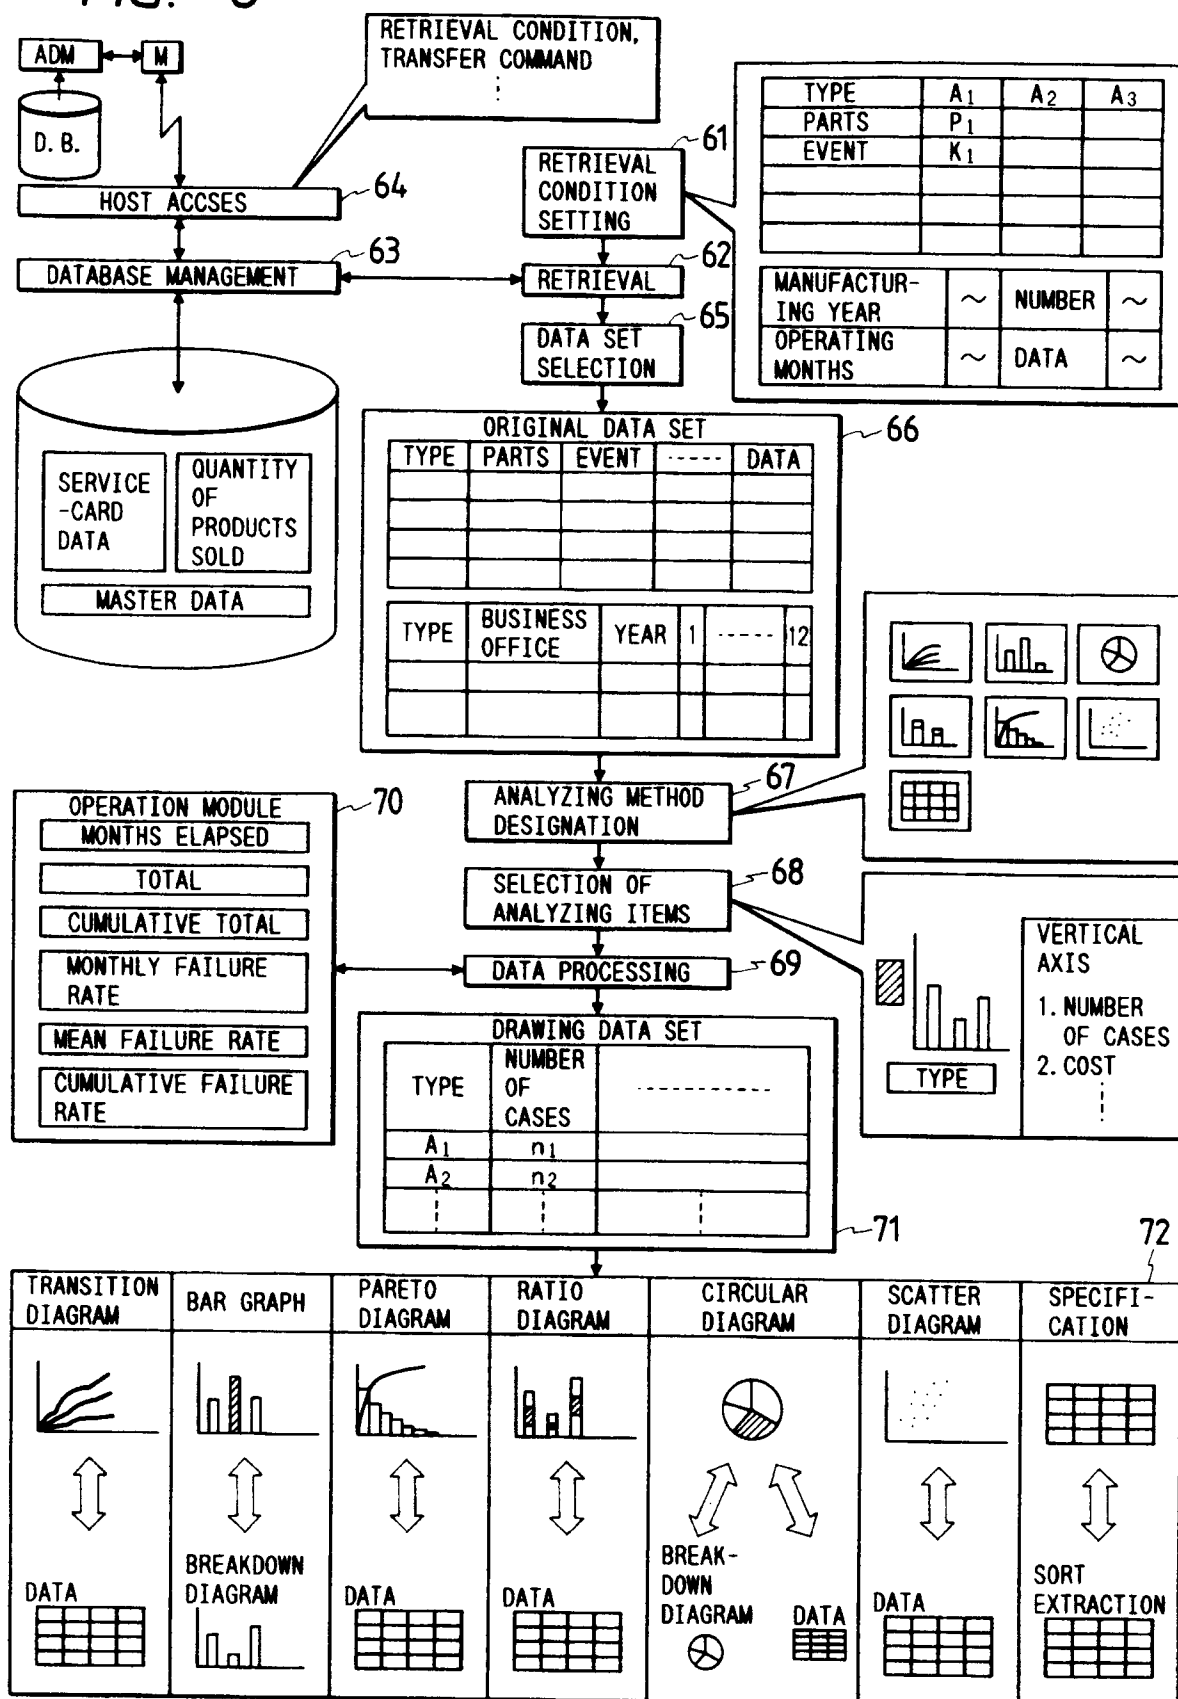 ADM
M
D. B.
RETRIEVAL CONDITION,
TRANSFER COMMAND
HOST ACCSES
64
DATABASE MANAGEMENT
63
61
RETRIEVAL
CONDITION
SETTING
62
RETRIEVAL
65
DATA SET
SELECTION
TYPE A1 A2 A3
PARTS P1
EVENT K1
MANUFACTUR-
ING YEAR ~ NUMBER ~
OPERATING
MONTHS ~ DATA ~
SERVICE
-CARD
DATA
QUANTITY
OF
PRODUCTS
SOLD
MASTER DATA
66
ORIGINAL DATA SET
TYPE PARTS EVENT ----- DATA
TYPE BUSINESS
OFFICE YEAR 1 ----- 12
67
ANALYZING METHOD
DESIGNATION
68
SELECTION OF
ANALYZING ITEMS
69
DATA PROCESSING
70
OPERATION MODULE
MONTHS ELAPSED
TOTAL
CUMULATIVE TOTAL
MONTHLY FAILURE
RATE
MEAN FAILURE RATE
CUMULATIVE FAILURE
RATE
TYPE
VERTICAL
AXIS
1. NUMBER
OF CASES
2. COST
DRAWING DATA SET
TYPE
NUMBER
OF
CASES
A1 n1
A2 n2
71
72
TRANSITION
DIAGRAM
DATA
BAR GRAPH
BREAKDOWN
DIAGRAM
PARETO
DIAGRAM
DATA
RATIO
DIAGRAM
DATA
CIRCULAR
DIAGRAM
BREAK-
DOWN
DIAGRAM
DATA
SCATTER
DIAGRAM
DATA
SPECIFI-
CATION
SORT
EXTRACTION